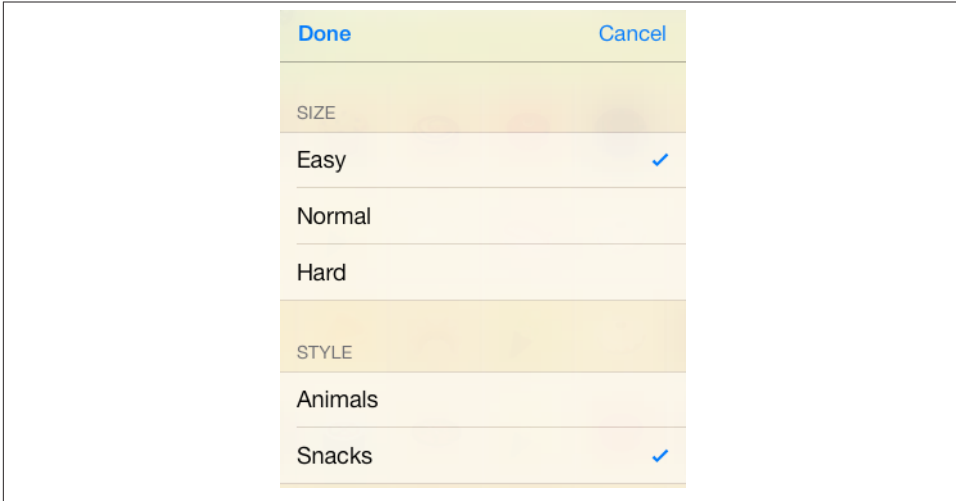 Done Cancel
SIZE
Easy
Normal
Hard
STYLE
Animals
Snacks